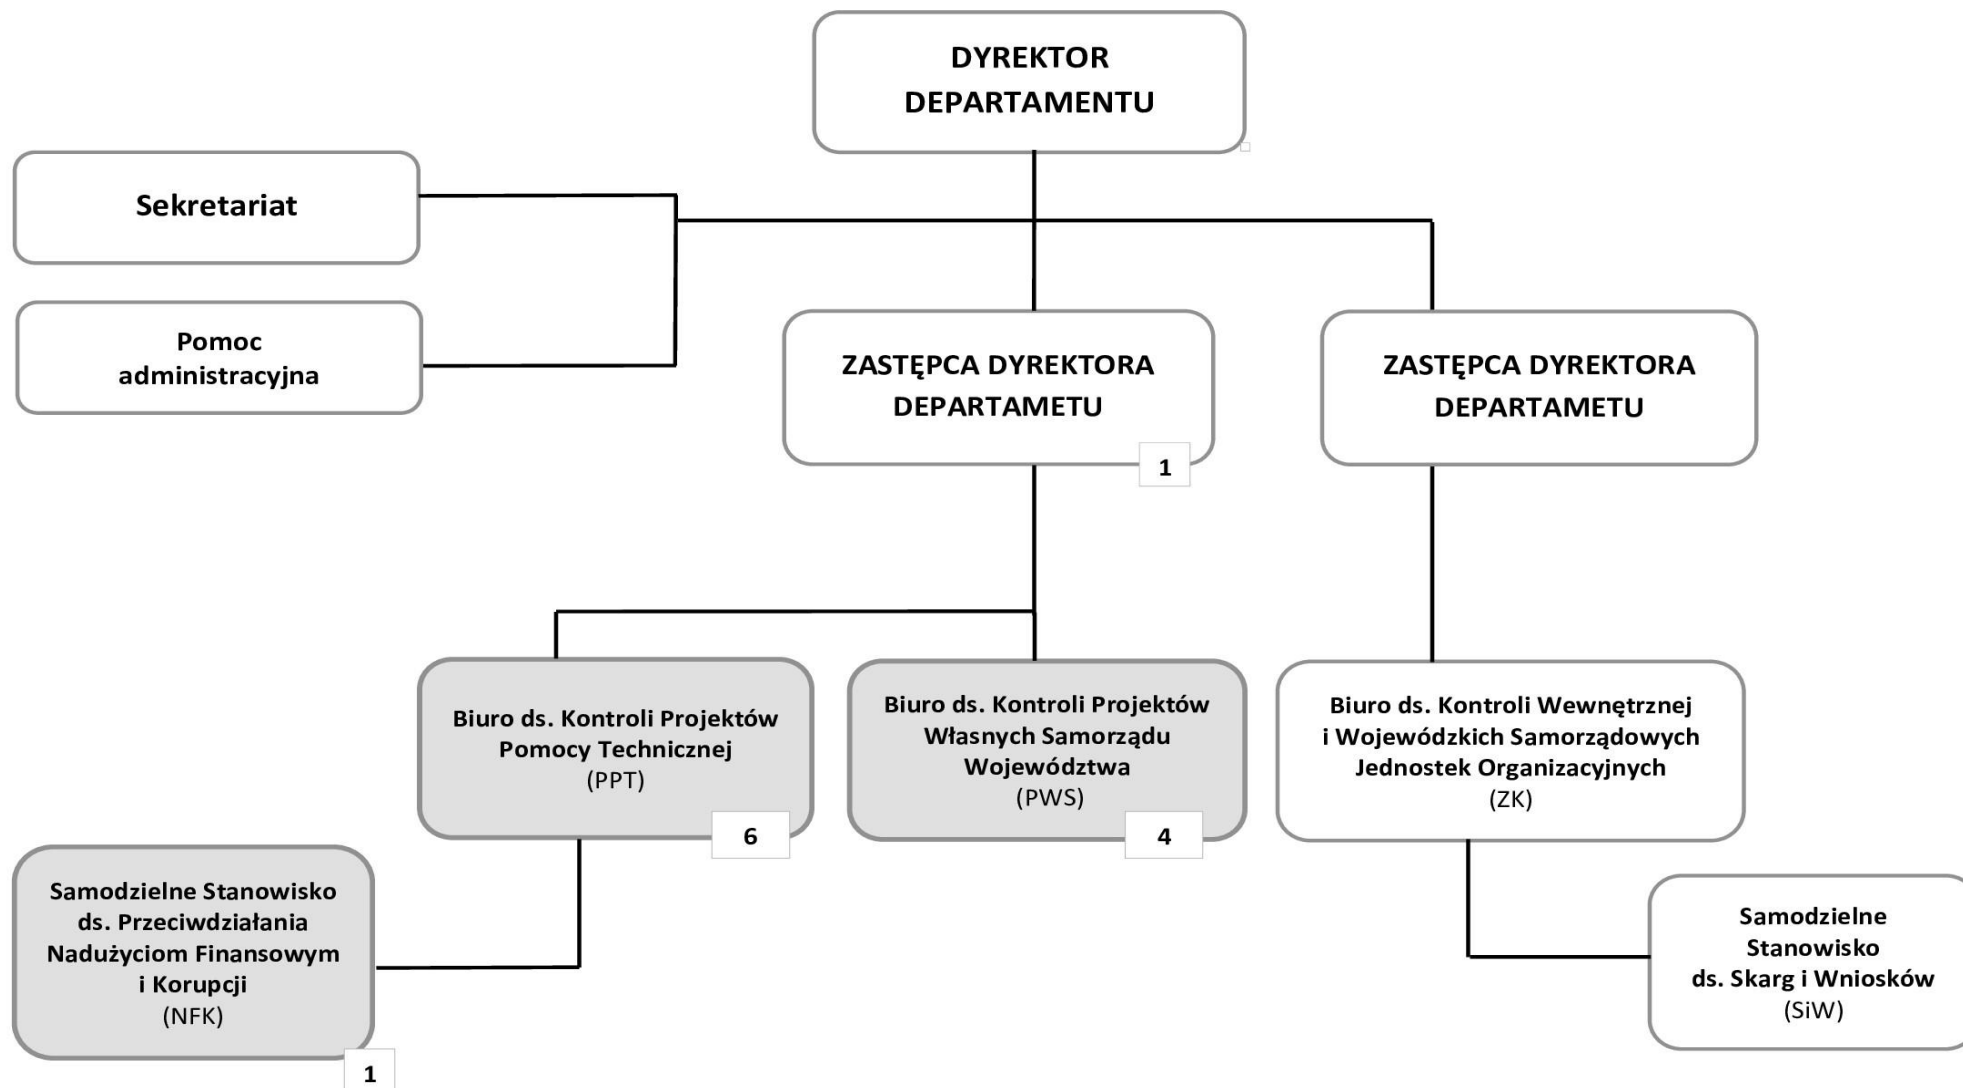 DYREKTOR
DEPARTAMENTU
Sekretariat
Pomoc
administracyjna
ZASTĘPCA DYREKTORA
DEPARTAMETU
1
ZASTĘPCA DYREKTORA
DEPARTAMETU
Biuro ds. Kontroli Projektów
Pomocy Technicznej
(PPT)
6
Biuro ds. Kontroli Projektów
Własnych Samorządu
Województwa
(PWS)
4
Biuro ds. Kontroli Wewnętrznej
i Wojewódzkich Samorządowych
Jednostek Organizacyjnych
(ZK)
Samodzielne Stanowisko
ds. Przeciwdziałania
Nadużyciom Finansowym
i Korupcji
(NFK)
1
Samodzielne
Stanowisko
ds. Skarg i Wniosków
(SiW)